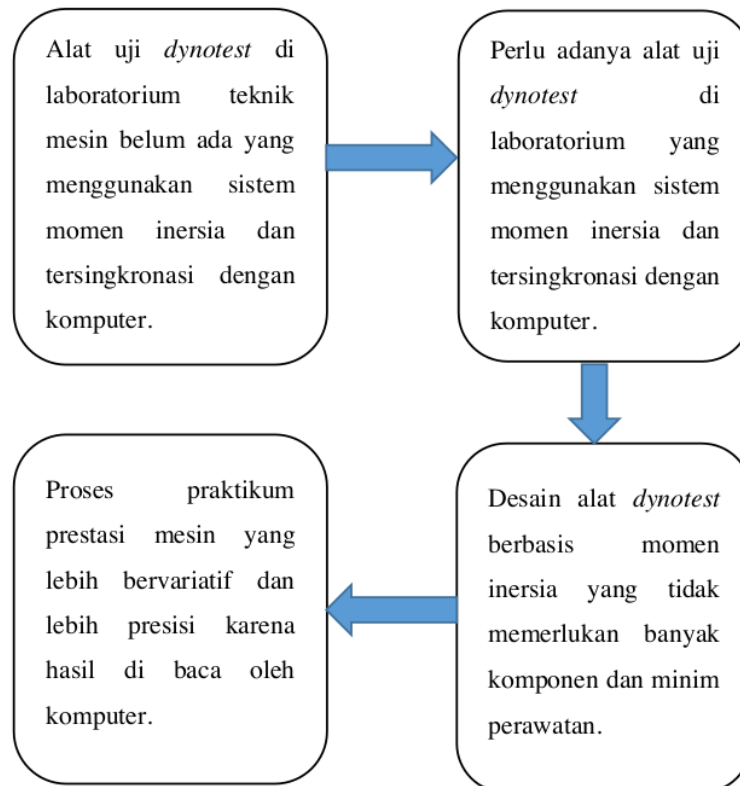 Alat uji dynotest di
laboratorium teknik
mesin belum ada yang
menggunakan sistem
momen inersia dan
tersingkronasi dengan
komputer.
Perlu adanya alat uji
dynotest di
laboratorium yang
menggunakan sistem
momen inersia dan
tersingkronasi dengan
komputer.
Desain alat dynotest
berbasis momen
inersia yang tidak
memerlukan banyak
komponen dan minim
perawatan.
Proses praktikum
prestasi mesin yang
lebih bervariatif dan
lebih presisi karena
hasil di baca oleh
komputer.